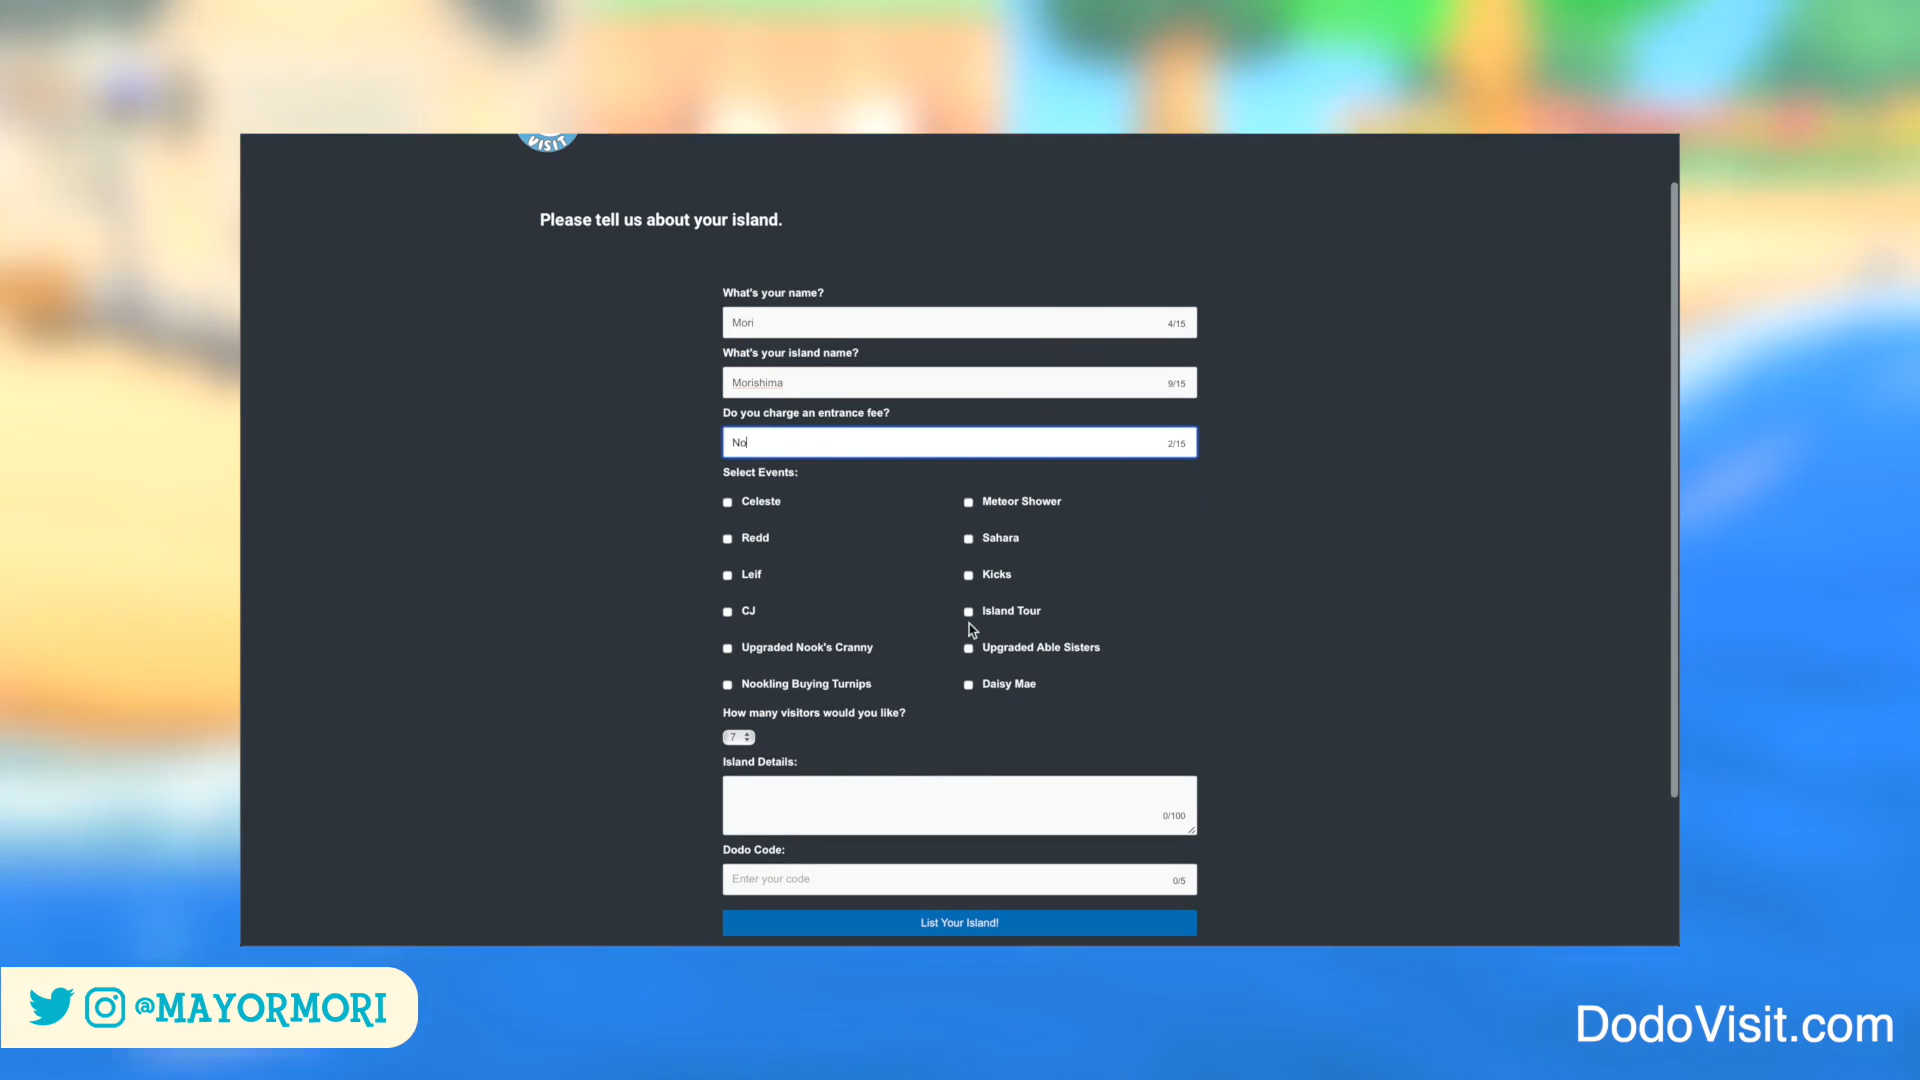 VISIT
Please tell us about your island.
What's your name?
Mori 4/15
What's your island name?
Morishima 9/15
Do you charge an entrance fee?
No 2/15
Select Events:
Celeste Meteor Shower
Redd Sahara
Leif Kicks
CJ Island Tour
Upgraded Nook's Cranny Upgraded Able Sisters
Nookling Buying Turnips Daisy Mae
How many visitors would you like?
7
Island Details:
0/100
Dodo Code:
Enter your code 0/5
List Your Island!
@MAYORMORI
DodoVisit.com